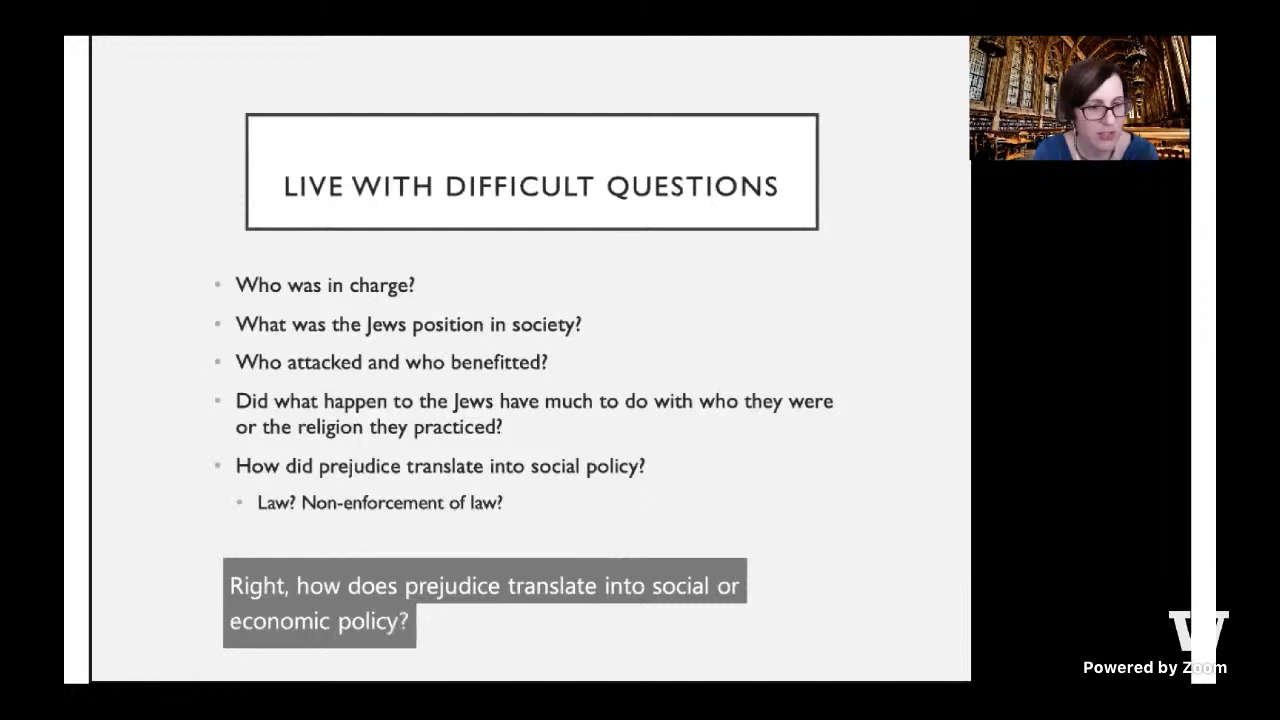 LIVE WITH DIFFICULT QUESTIONS
• Who was in charge?
• What was the Jews position in society?
• Who attacked and who benefitted?
• Did what happen to the Jews have much to do with who they were
or the religion they practiced?
• How did prejudice translate into social policy?
• Law? Non-enforcement of law?
Right, how does prejudice translate into social or
economic policy?
W
Powered by Zoom